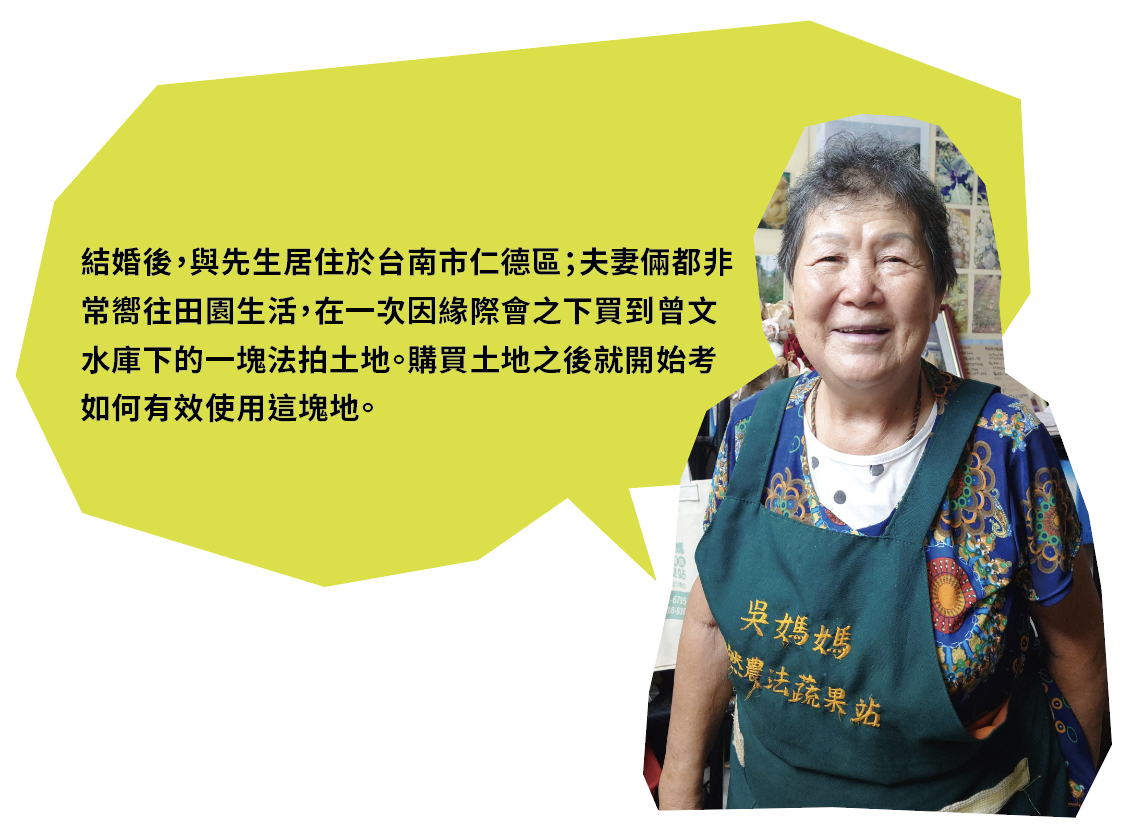 結婚後，與先生居住於台南市仁德區；夫妻倆都非
常嚮往田園生活，在一次因緣際會之下買到曾文
水庫下的一塊法拍土地。購買土地之後就開始考
如何有效使用這塊地。
吳媽媽
然農法蔬果站